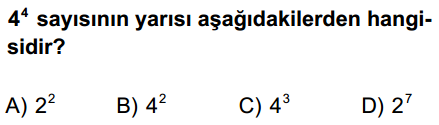 4⁴ sayısının yarısı aşağıdakilerden hangi-
sidir?
A) 2² B) 4² C) 4³ D) 2⁷